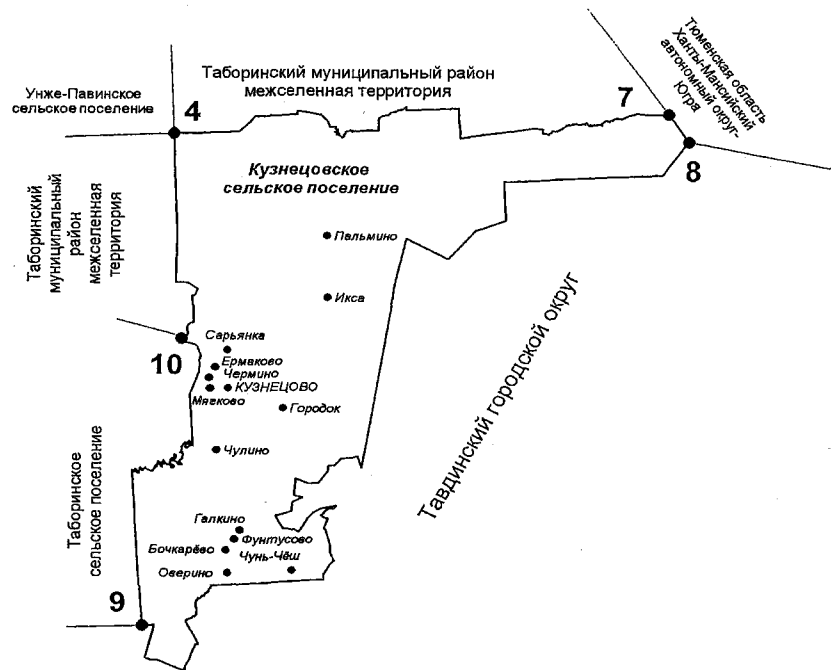 Унже-Павинское
сельское поселение
4
Таборинский муниципальный район
межселенная территория
7
Тюменская область
Ханты-Мансийский
автономный округ-
Югра
8
Кузнецовское
сельское поселение
Таборинский
муниципальный
район
межселенная
территория
Пальмино
Икса
10
Сарьянка
Ермаково
Чермино
КУЗНЕЦОВО
Мягково
Городок
Чулино
Тавдинский городской округ
Таборинское
сельское поселение
Галкино
Фунтусово
Бочкарёво
Чунь-Чёш
Оверино
9